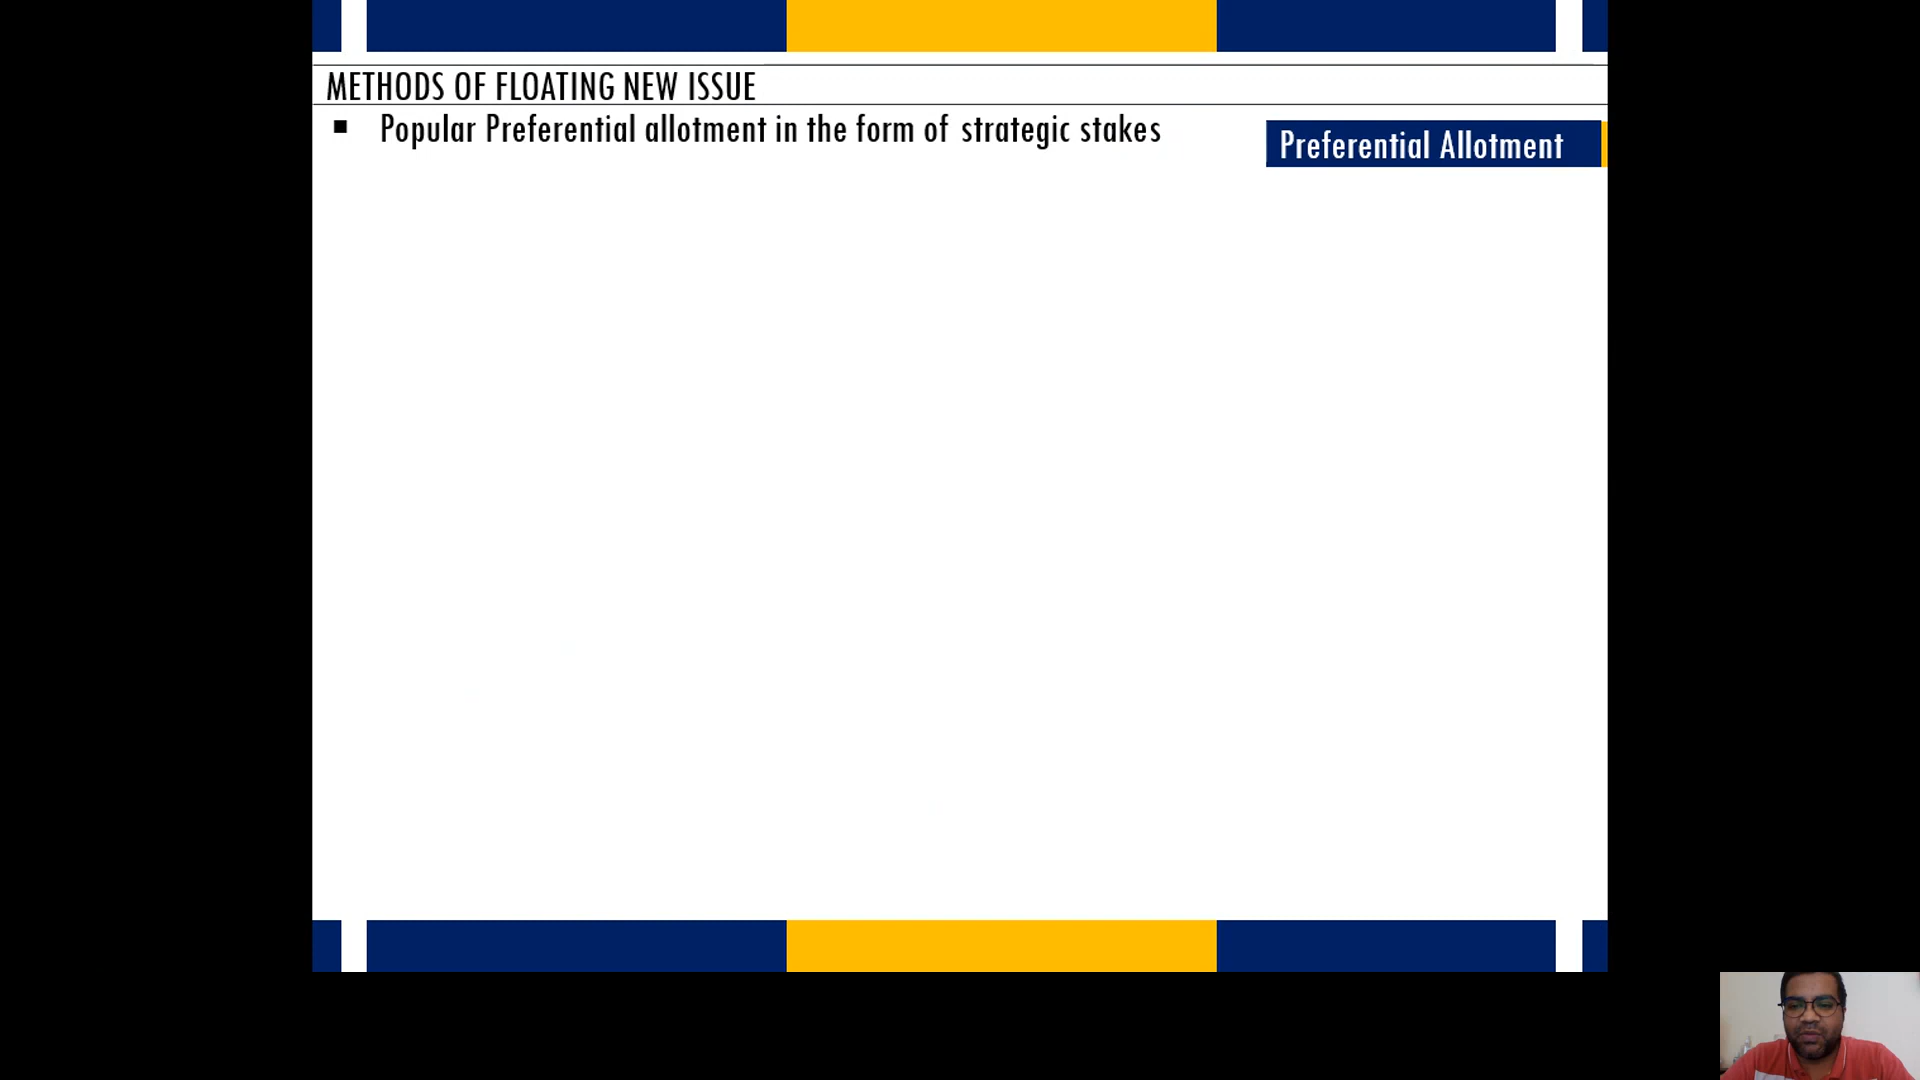 METHODS OF FLOATING NEW ISSUE
▪ Popular Preferential allotment in the form of strategic stakes
Preferential Allotment